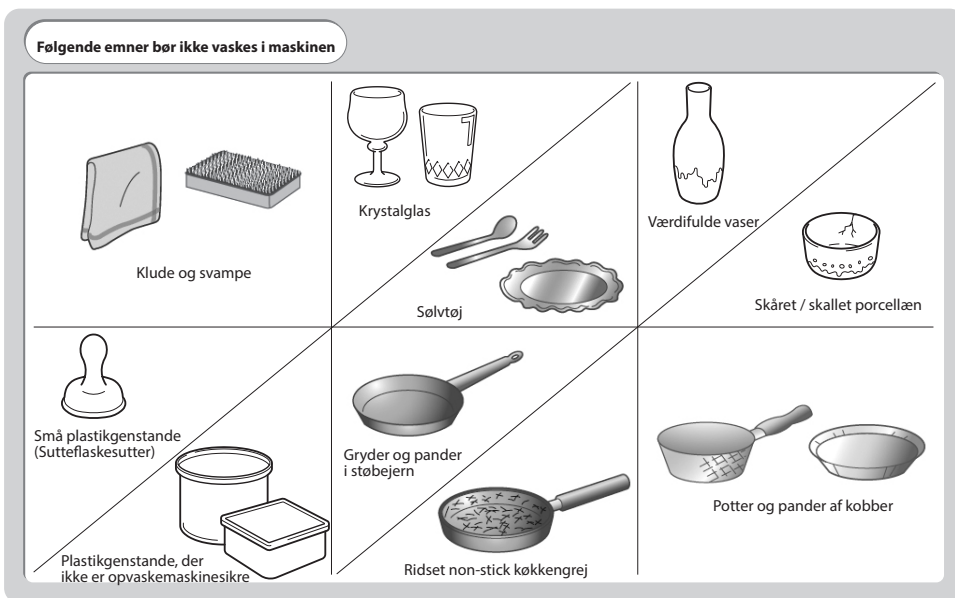 Følgende emner bør ikke vaskes i maskinen
Klude og svampe
Krystalglas
Sølvtøj
Værdifulde vaser
Skåret / skallet porcellæn
Små plastikgenstande
(Sutteflaskesutter)
Plastikgenstande, der
ikke er opvaskemaskinesikre
Gryder og pander
i støbejern
Ridset non-stick køkkengrej
Potter og pander af kobber